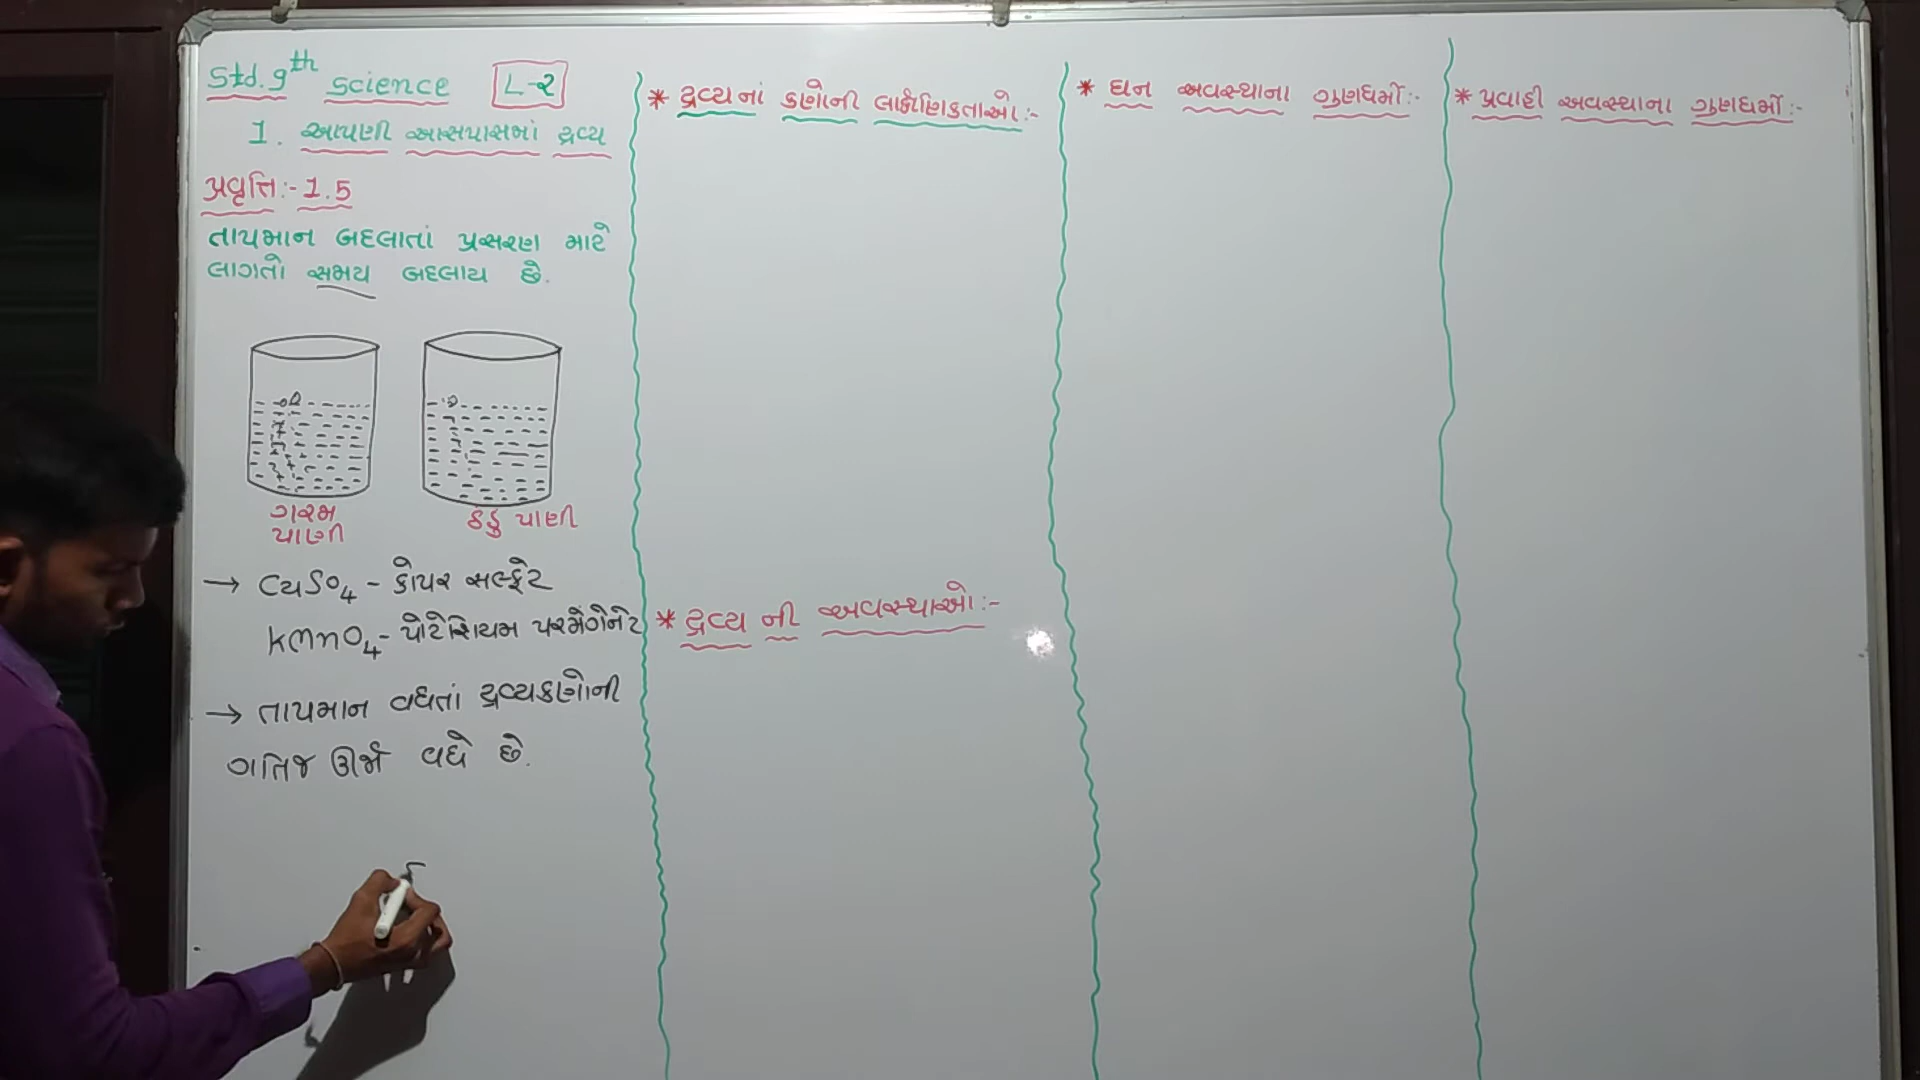 Std. 9th science L-2
1. આપણી આસપાસમાં દ્રવ્ય
પ્રવૃત્તિ:- 1.5
તાપમાન બદલાતાં પ્રસરણ માટે
લાગતો સમય બદલાય છે.
ગરમ
પાણી
ઠંડુ પાણી
→ CuSO4 - કોપર સલ્ફેટ
KMnO4 - પોટેશિયમ પરમેંગેનેટ
→ તાપમાન વધતાં દ્રવ્યકણોની
ગતિજ ઊર્જા વધે છે.
* દ્રવ્યનાં કણોની લાક્ષણિકતાઓ:-
* દ્રવ્ય ની અવસ્થાઓ:-
* ઘન અવસ્થાના ગુણધર્મો:-
* પ્રવાહી અવસ્થાના ગુણધર્મો:-